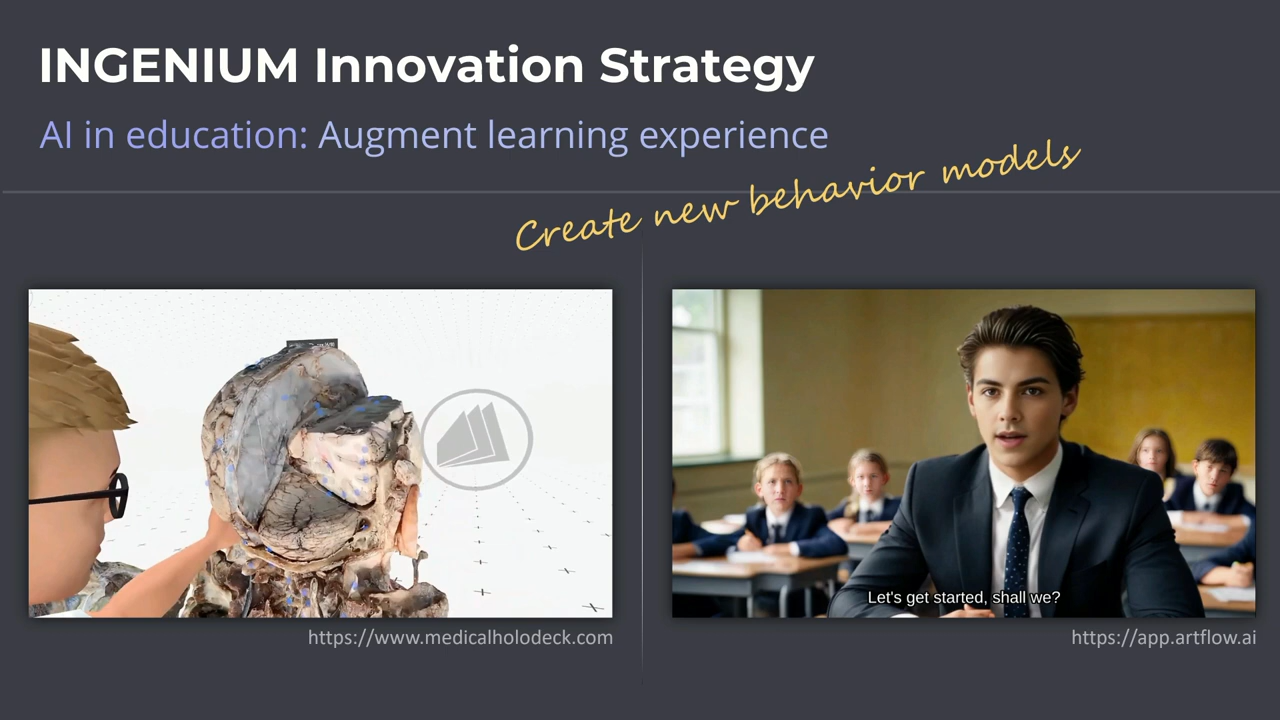 INGENIUM Innovation Strategy
AI in education: Augment learning experience
Create new behavior models
Let's get started, shall we?
https://www.medicalholodeck.com
https://app.artflow.ai